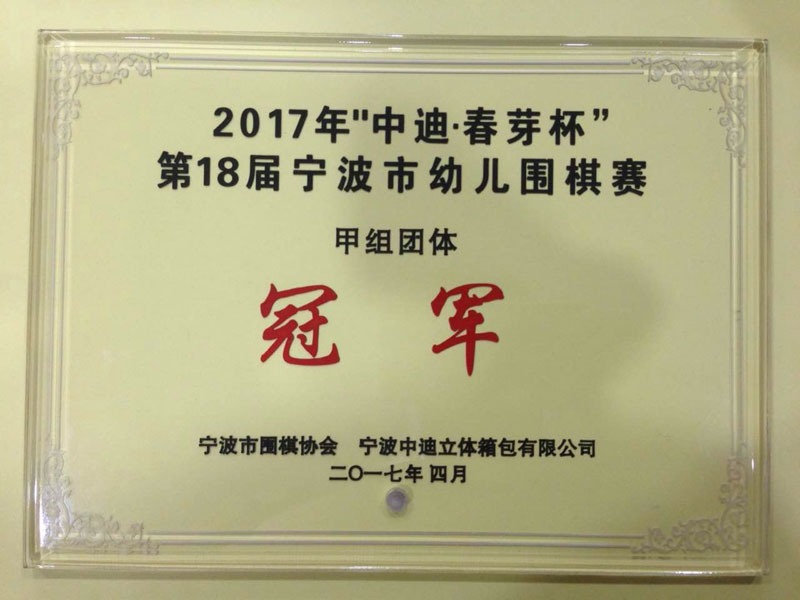 2017年"中迪·春芽杯”
第18届宁波市幼儿围棋赛
甲组团体
冠军
宁波市围棋协会 宁波中迪立体箱包有限公司
二〇一七年 四月